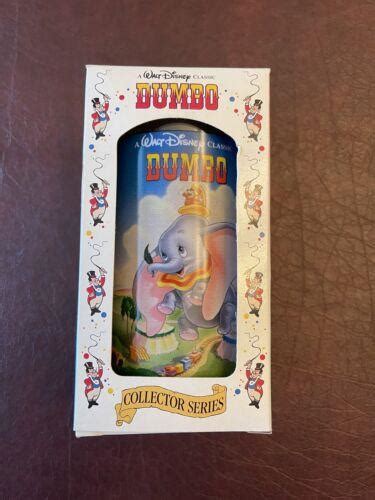 A Walt Disney Classic
DUMBO
A Walt Disney Classic
DUMBO
COLLECTOR SERIES